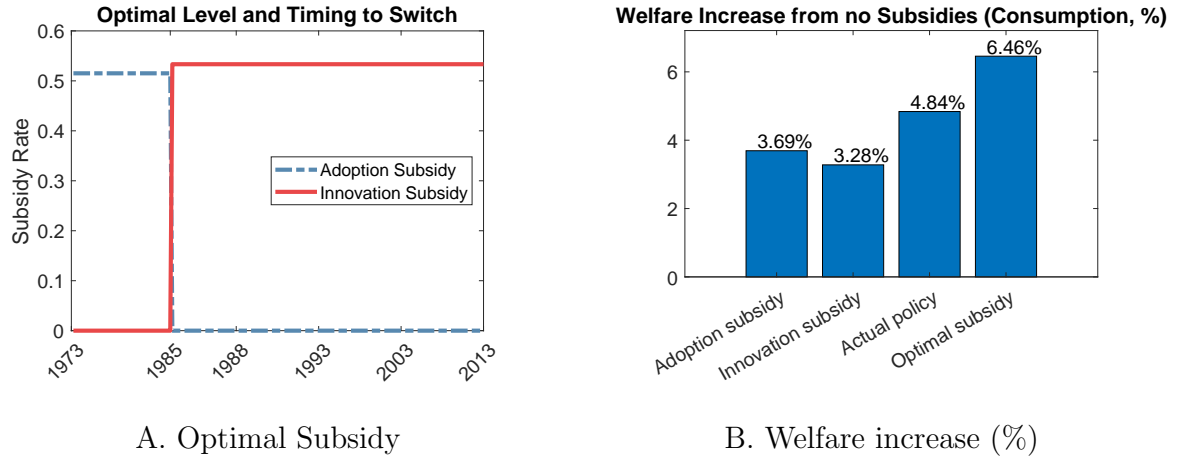 Optimal Level and Timing to Switch
0.6
0.5
0.4
0.3
0.2
0.1
0
Subsidy Rate
Adoption Subsidy
Innovation Subsidy
1973
1985
1988
1993
2003
2013
A. Optimal Subsidy
Welfare Increase from no Subsidies (Consumption, %)
6
4
2
0
3.69%
3.28%
4.84%
6.46%
Adoption subsidy
Innovation subsidy
Actual policy
Optimal subsidy
B. Welfare increase (%)